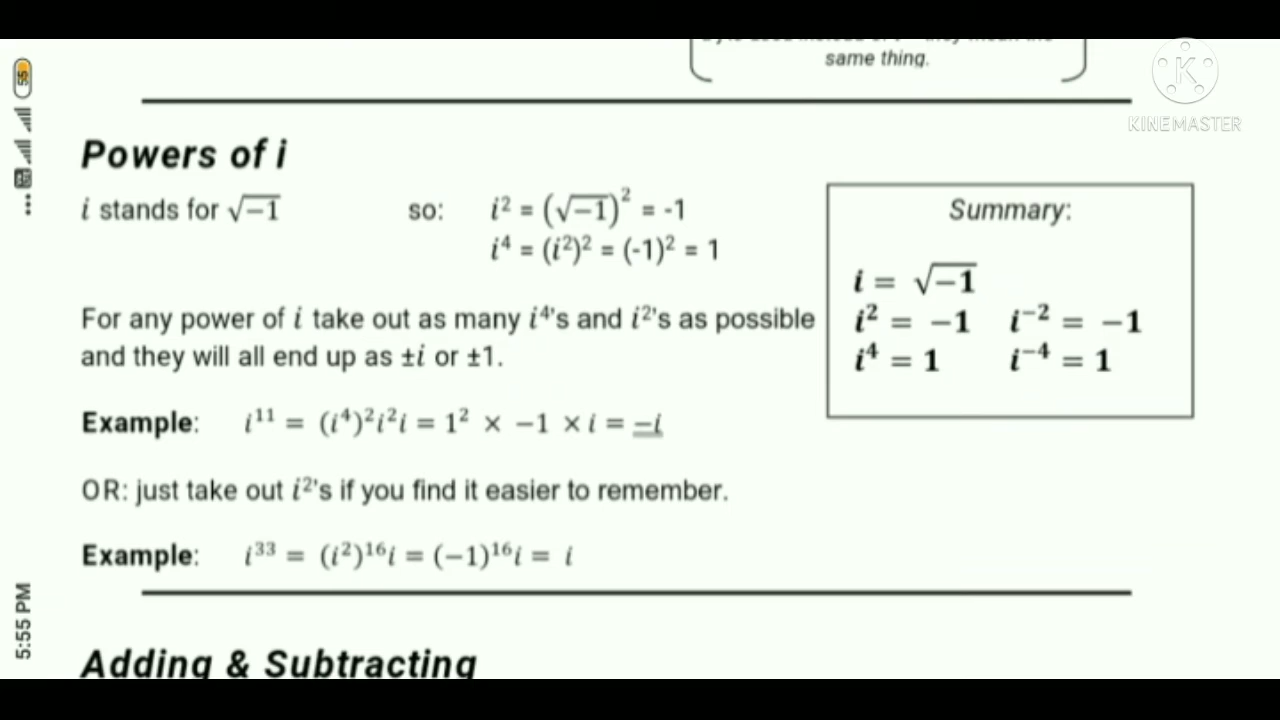 same thing.
KINEMASTER
Powers of i
i stands for √−1 so: i² = (√−1)² = -1
i⁴ = (i²)² = (-1)² = 1
For any power of i take out as many i⁴'s and i²'s as possible
and they will all end up as ±i or ±1.
Example: i¹¹ = (i⁴)²i²i = 1² × −1 × i = −i
OR: just take out i²'s if you find it easier to remember.
Example: i³³ = (i²)¹⁶i = (−1)¹⁶i = i
Summary:
i = √−1
i² = −1 i⁻² = −1
i⁴ = 1 i⁻⁴ = 1
Adding & Subtracting
55
5:55 PM